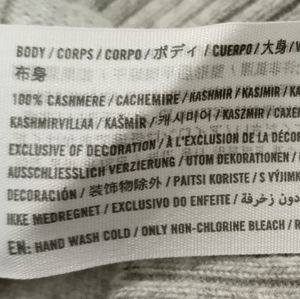 BODY / CORPS / CORPO / ボディ / CUERPO / 大身 /
布身
100% CASHMERE / CACHEMIRE / KASHMIR / KASIMIR /
KASHMIRVILLAA / KAŠMÍR / 캐시미어 / KASZMIR /
EXCLUSIVE OF DECORATION / À L'EXCLUSION DE LA
AUSSCHLIESSLICH VERZIERUNG / UTOM DEKORATIONEN /
DECORACIÓN / 装饰物除外 / PAITSI KORISTE / S
IKKE MEDREGNET / EXCLUSIVO DO ENFEITE / دون زخرفة
EN: HAND WASH COLD / ONLY NON-CHLORINE BLEACH /